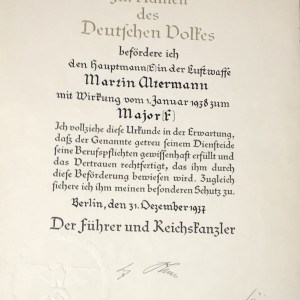 Im Namen
des
Deutschen Volkes
befördere ich
den Hauptmann(E) in der Luftwaffe
Martin Altermann
mit Wirkung vom 1. Januar 1938 zum
Major(E)
Ich vollziehe diese Urkunde in der Erwartung,
daß der Genannte getreu seinem Diensteide
seine Berufspflichten gewissenhaft erfüllt und
das Vertrauen rechtfertigt, das ihm durch
diese Beförderung bewiesen wird. Zugleich
sichere ich ihm meinen besonderen Schutz zu.
Berlin, den 31. Dezember 1937
Der Führer und Reichskanzler